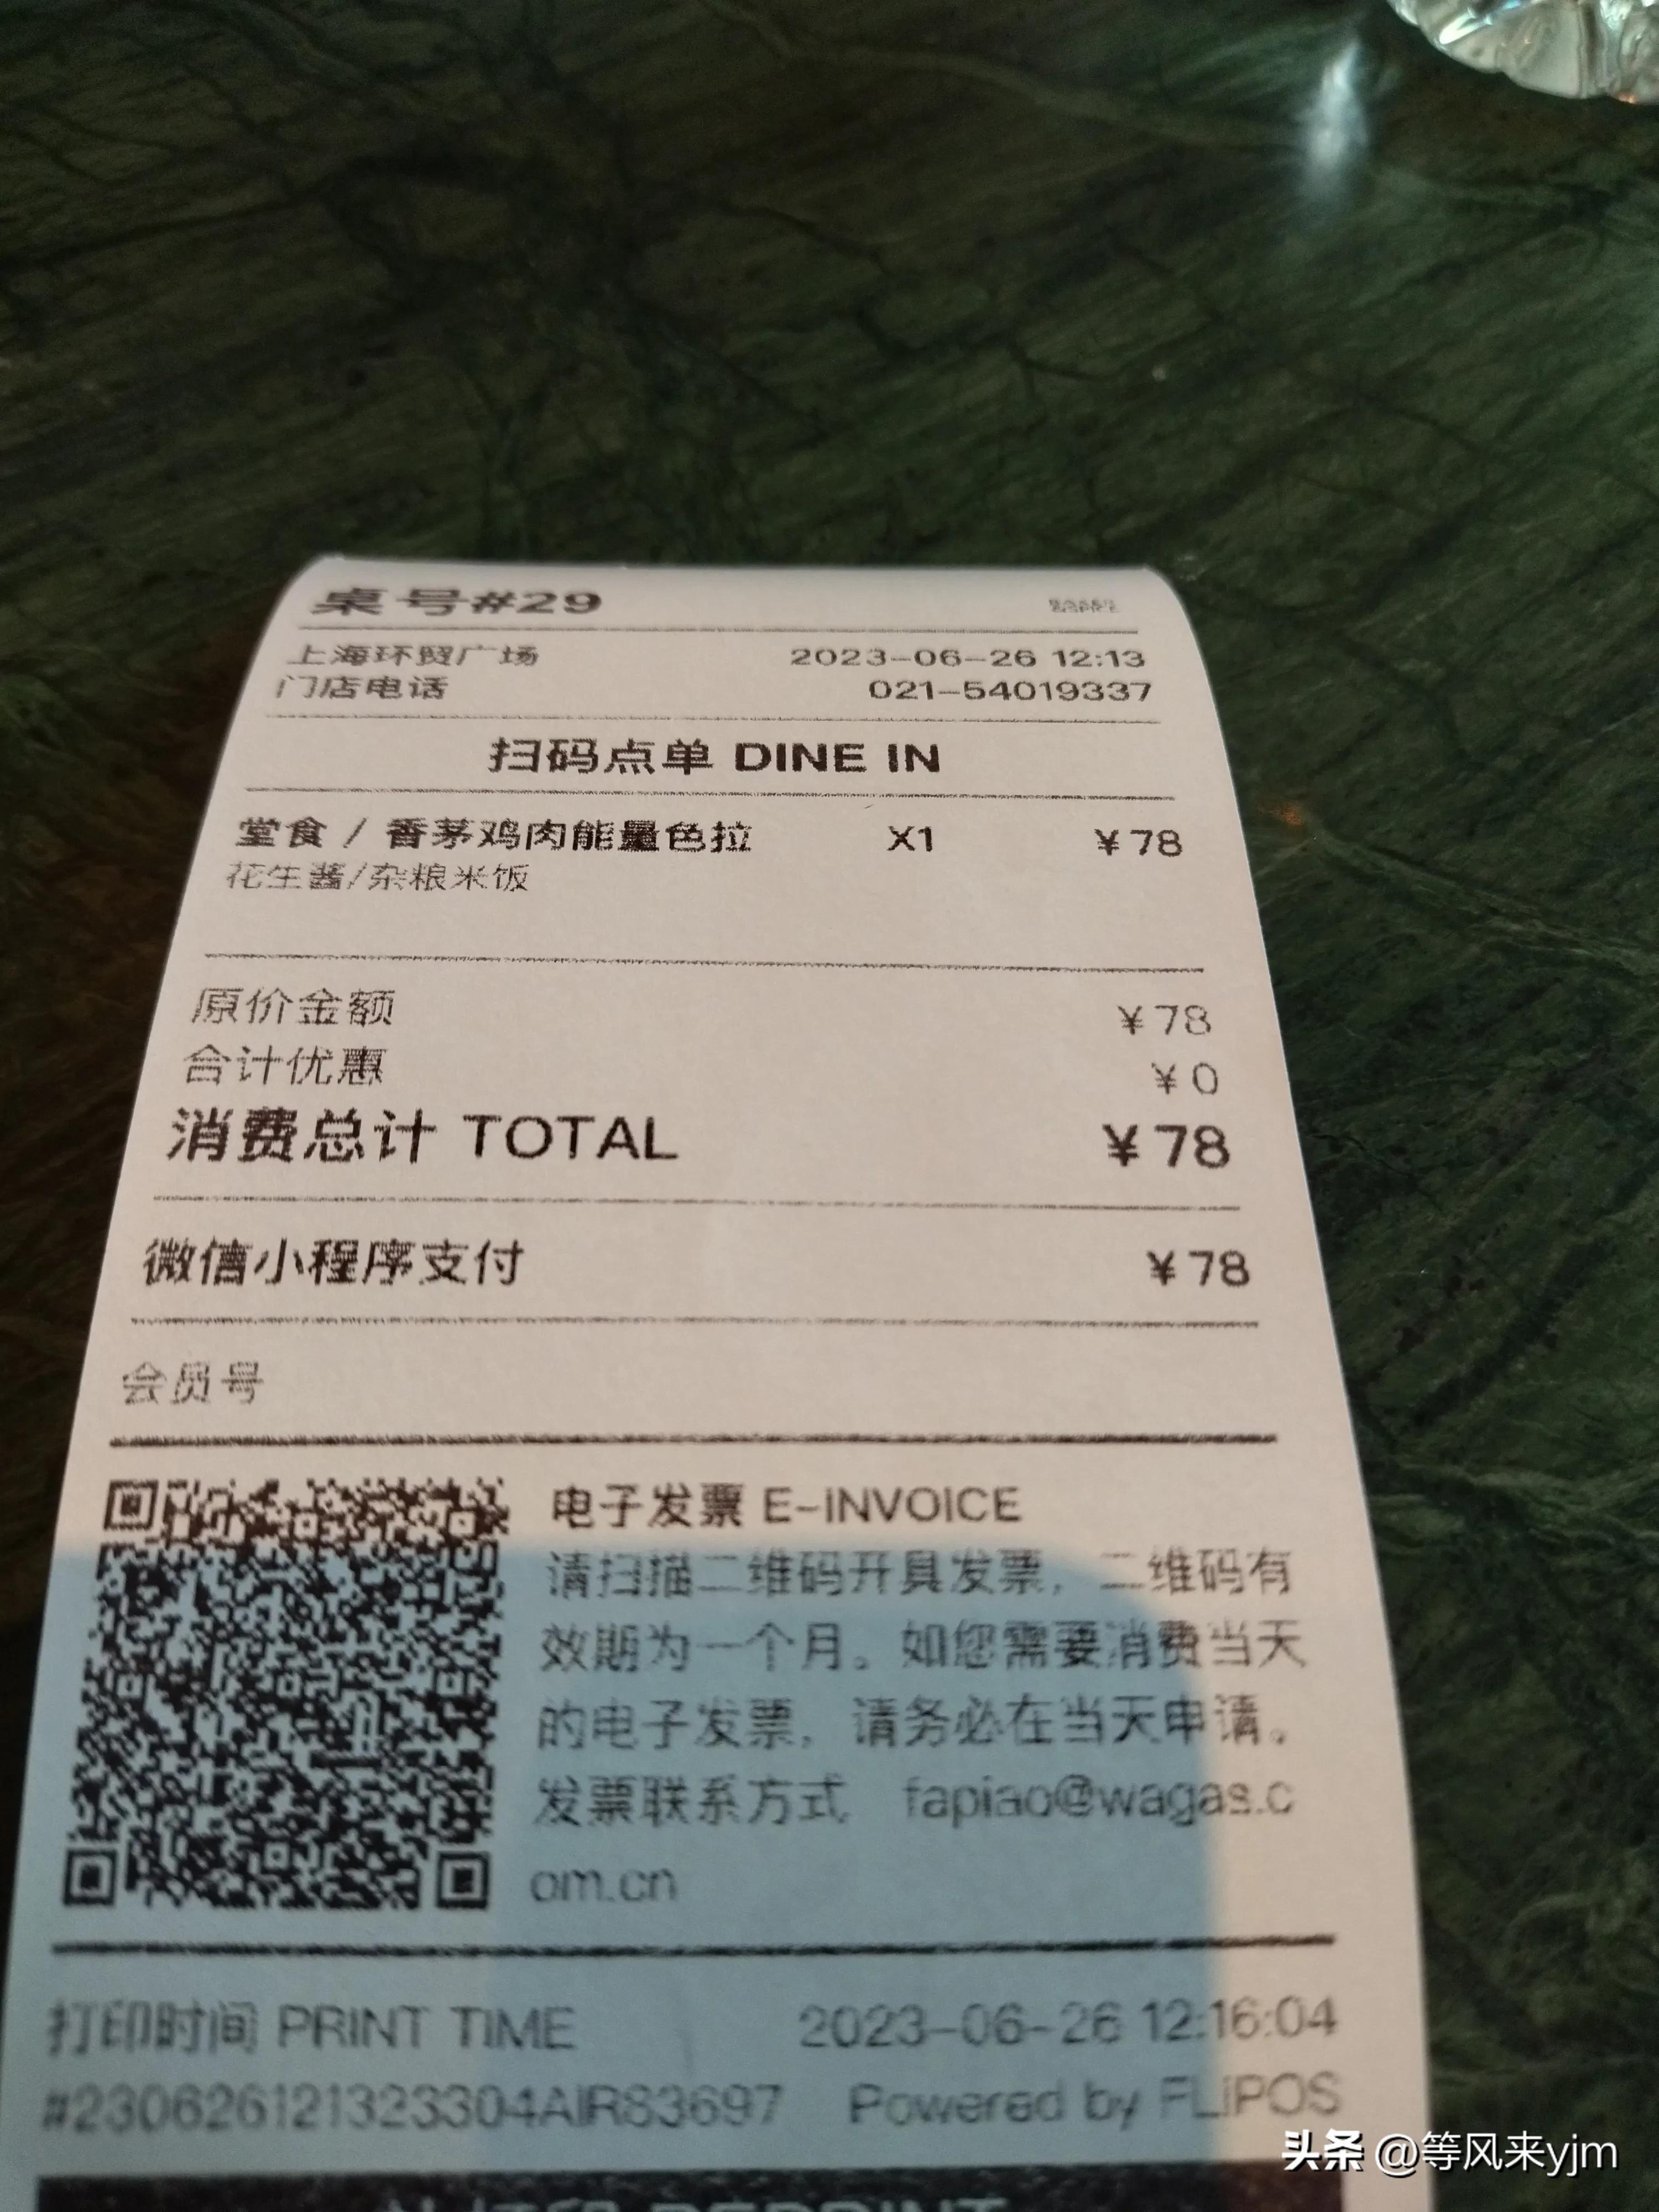 桌号#29
BAKER
&SPICE
上海环贸广场 2023-06-26 12:13
门店电话 021-54019337
扫码点单 DINE IN
堂食 / 香茅鸡肉能量色拉 X1 ¥78
花生酱/杂粮米饭
原价金额 ¥78
合计优惠 ¥0
消费总计 TOTAL ¥78
微信小程序支付 ¥78
会员号
电子发票 E-INVOICE
请扫描二维码开具发票，二维码有
效期为一个月。如您需要消费当天
的电子发票，请务必在当天申请。
发票联系方式 fapiao@wagas.c
om.cn
打印时间 PRINT TIME 2023-06-26 12:16:04
#230626121323304AIR83697 Powered by FLiPOS
REPRINT
头条 @等风来yjm